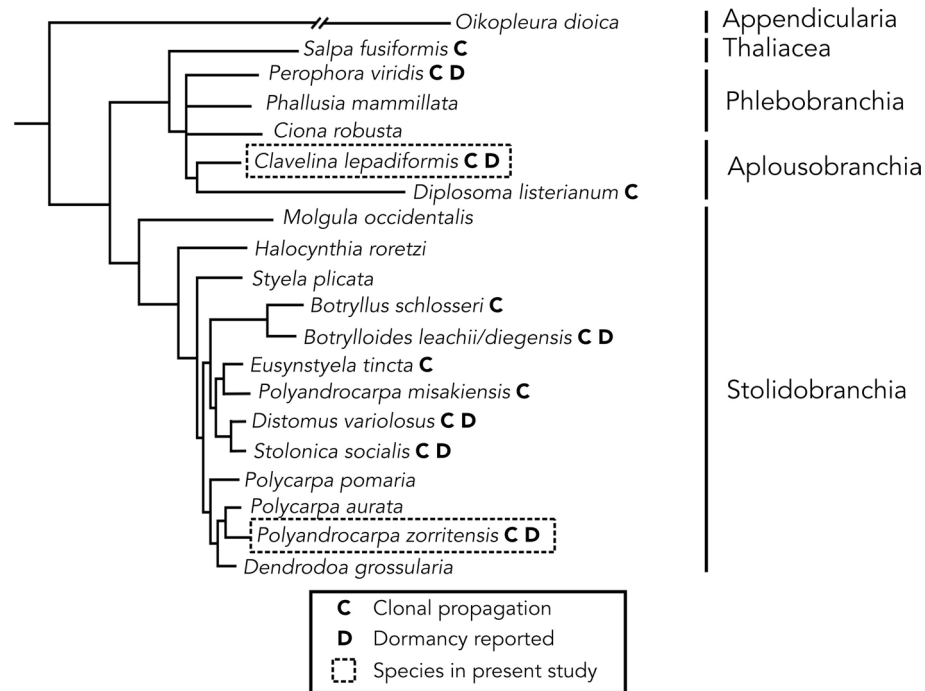 Oikopleura dioica
Appendicularia
Salpa fusiformis C
Thaliacea
Perophora viridis C D
Phallusia mammillata
Phlebobranchia
Ciona robusta
Clavelina lepadiformis C D
Aplousobranchia
Diplosoma listerianum C
Molgula occidentalis
Halocynthia roretzi
Styela plicata
Botryllus schlosseri C
Botrylloides leachii/diegensis C D
Eusynstyela tincta C
Polyandrocarpa misakiensis C
Stolidobranchia
Distomus variolosus C D
Stolonica socialis C D
Polycarpa pomaria
Polycarpa aurata
Polyandrocarpa zorritensis C D
Dendrodoa grossularia
C Clonal propagation
D Dormancy reported
Species in present study